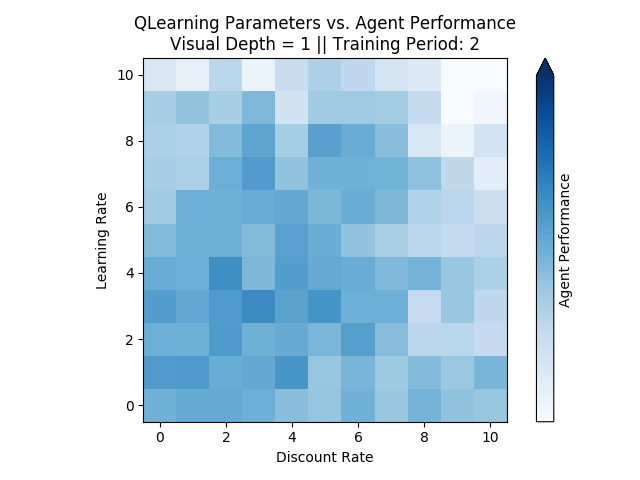 QLearning Parameters vs. Agent Performance
Visual Depth = 1 || Training Period: 2
10
8
6
4
2
0
Learning Rate
0 2 4 6 8 10
Discount Rate
Agent Performance